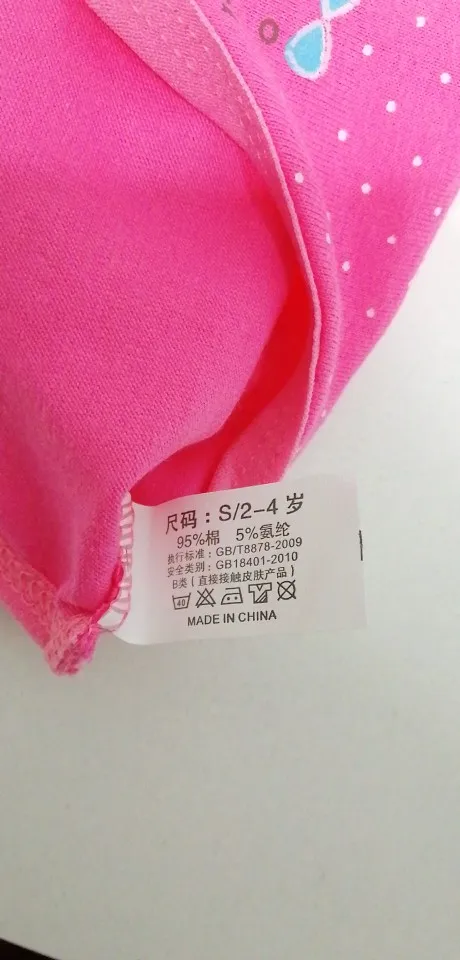 尺码：S/2-4 岁
95%棉 5%氨纶
执行标准：GB/T8878-2009
安全类别：GB18401-2010
B类（直接接触皮肤产品）
40
MADE IN CHINA